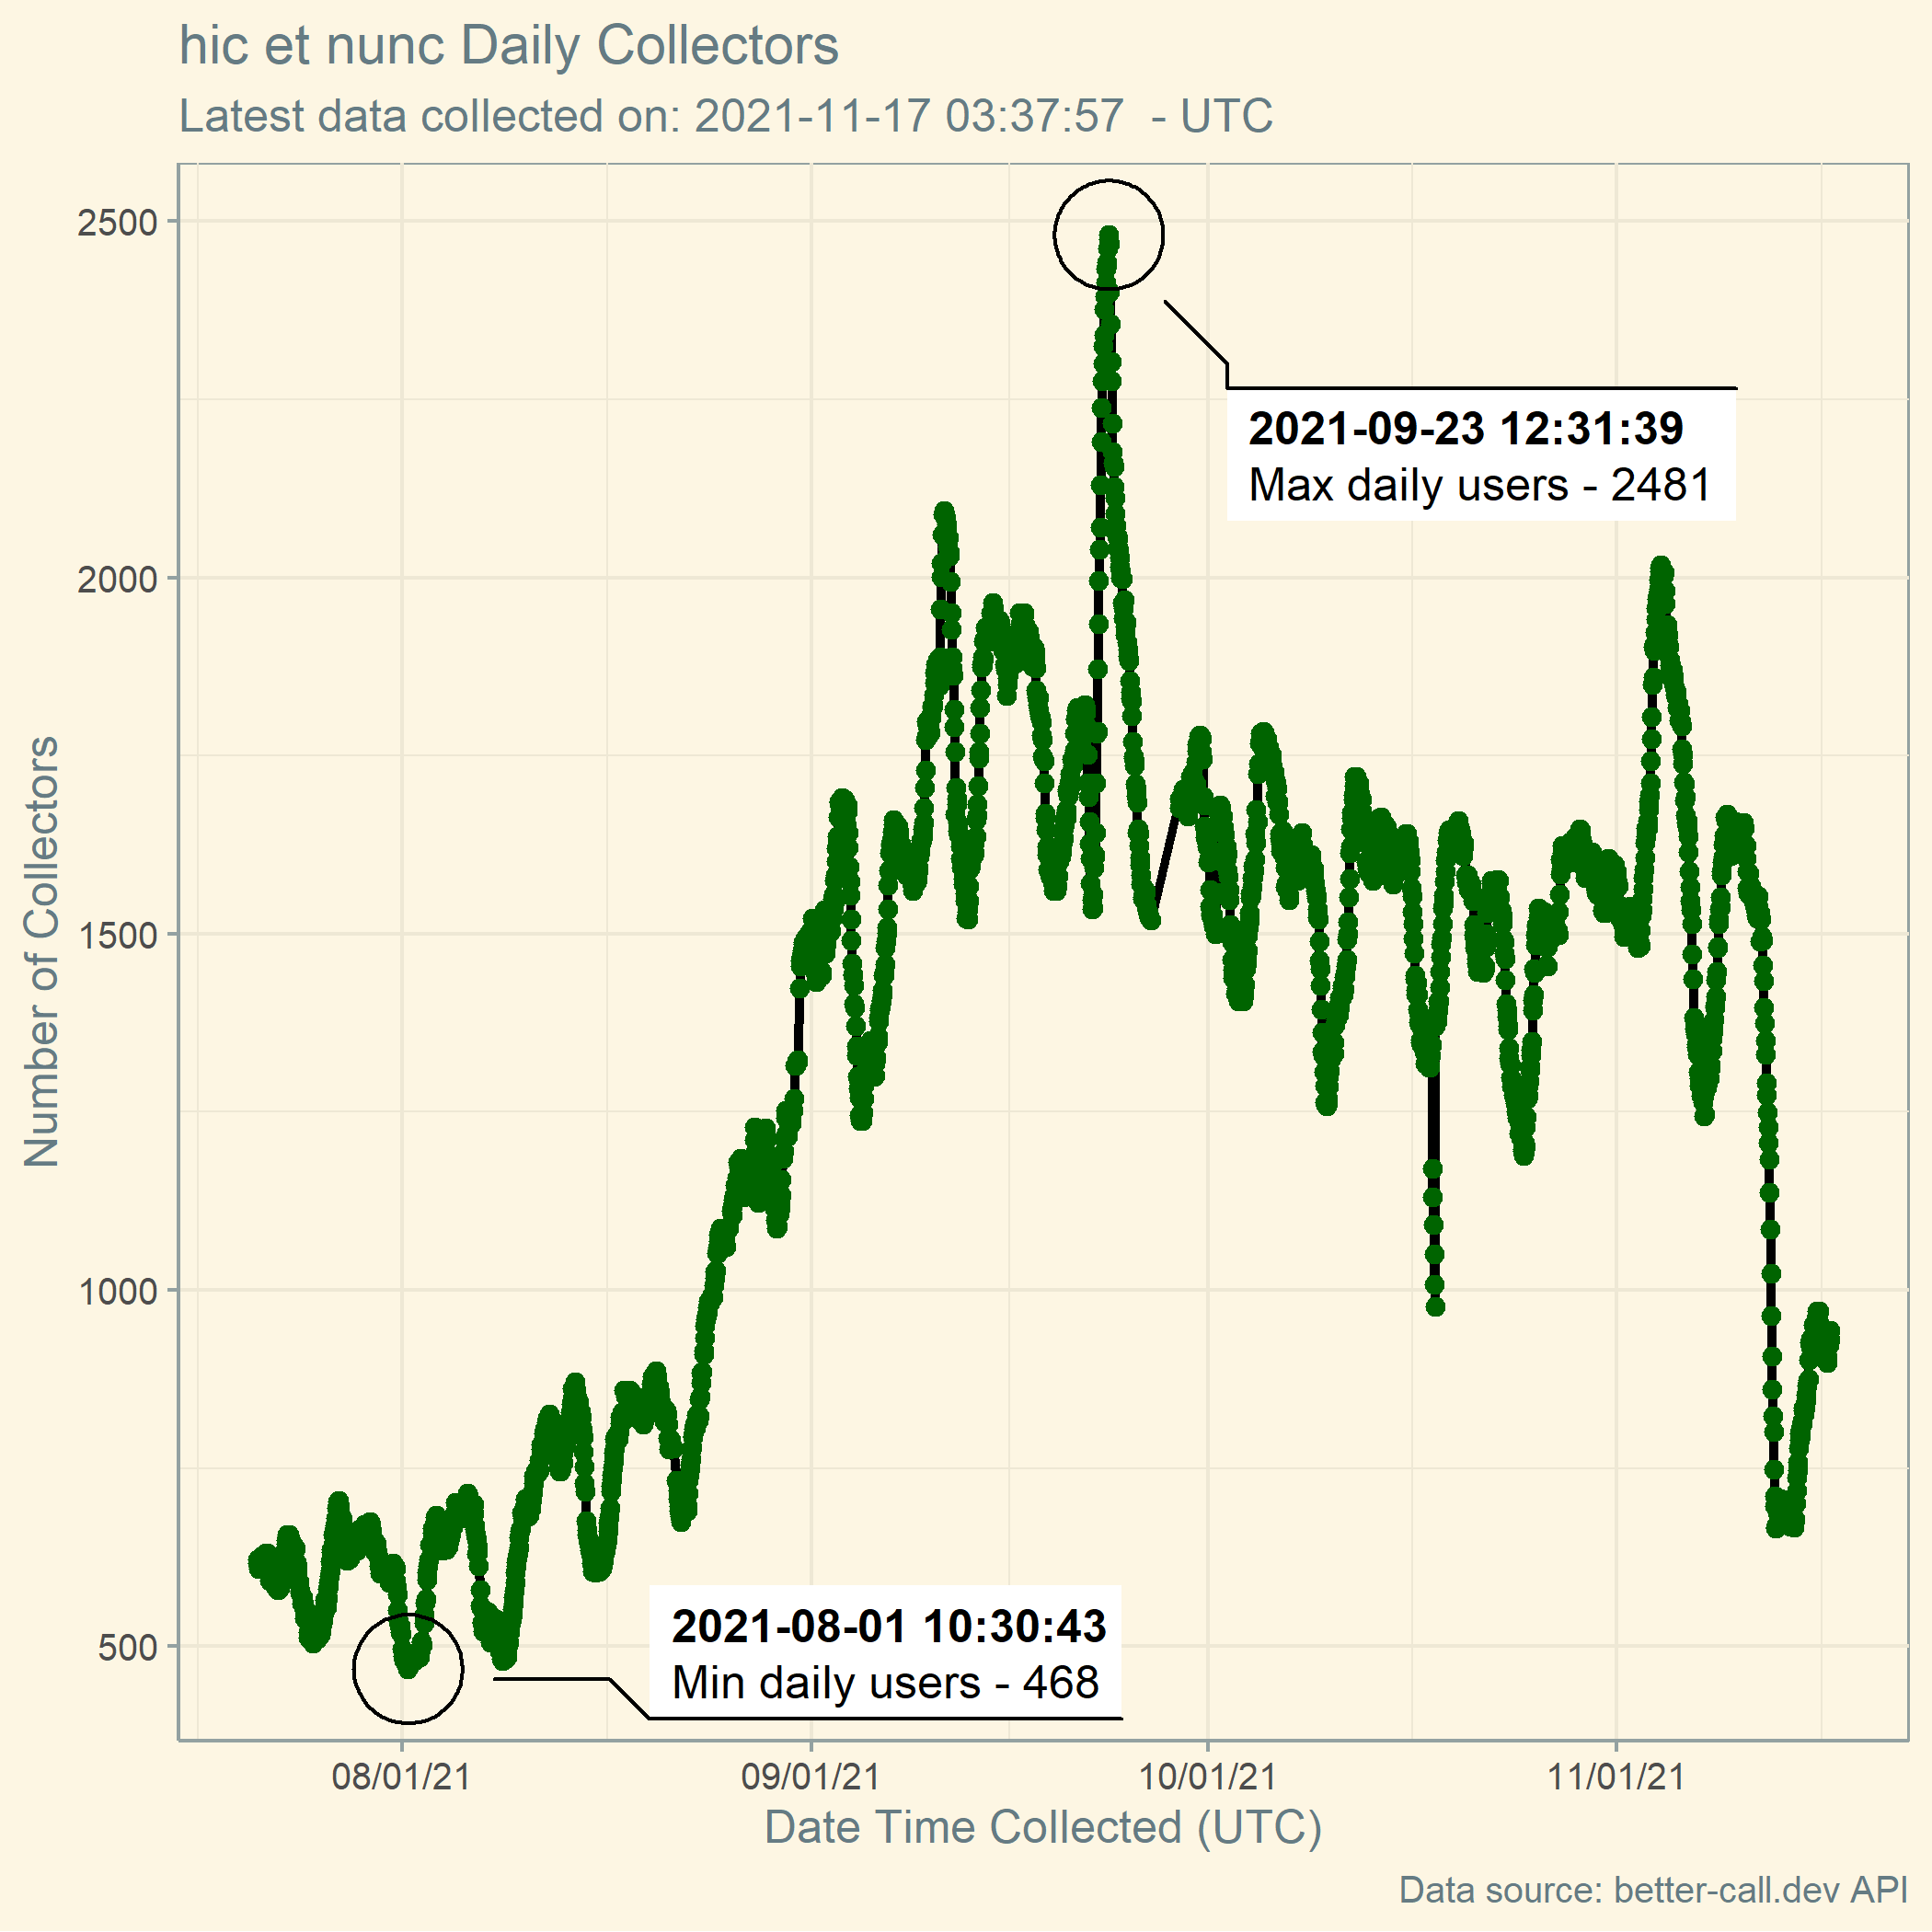 hic et nunc Daily Collectors
Latest data collected on: 2021-11-17 03:37:57  - UTC
2500
2021-09-23 12:31:39
Max daily users - 2481
2000
Number of Collectors
1500
1000
2021-08-01 10:30:43
Min daily users - 468
500
08/01/21 09/01/21 10/01/21 11/01/21
Date Time Collected (UTC)
Data source: better-call.dev API